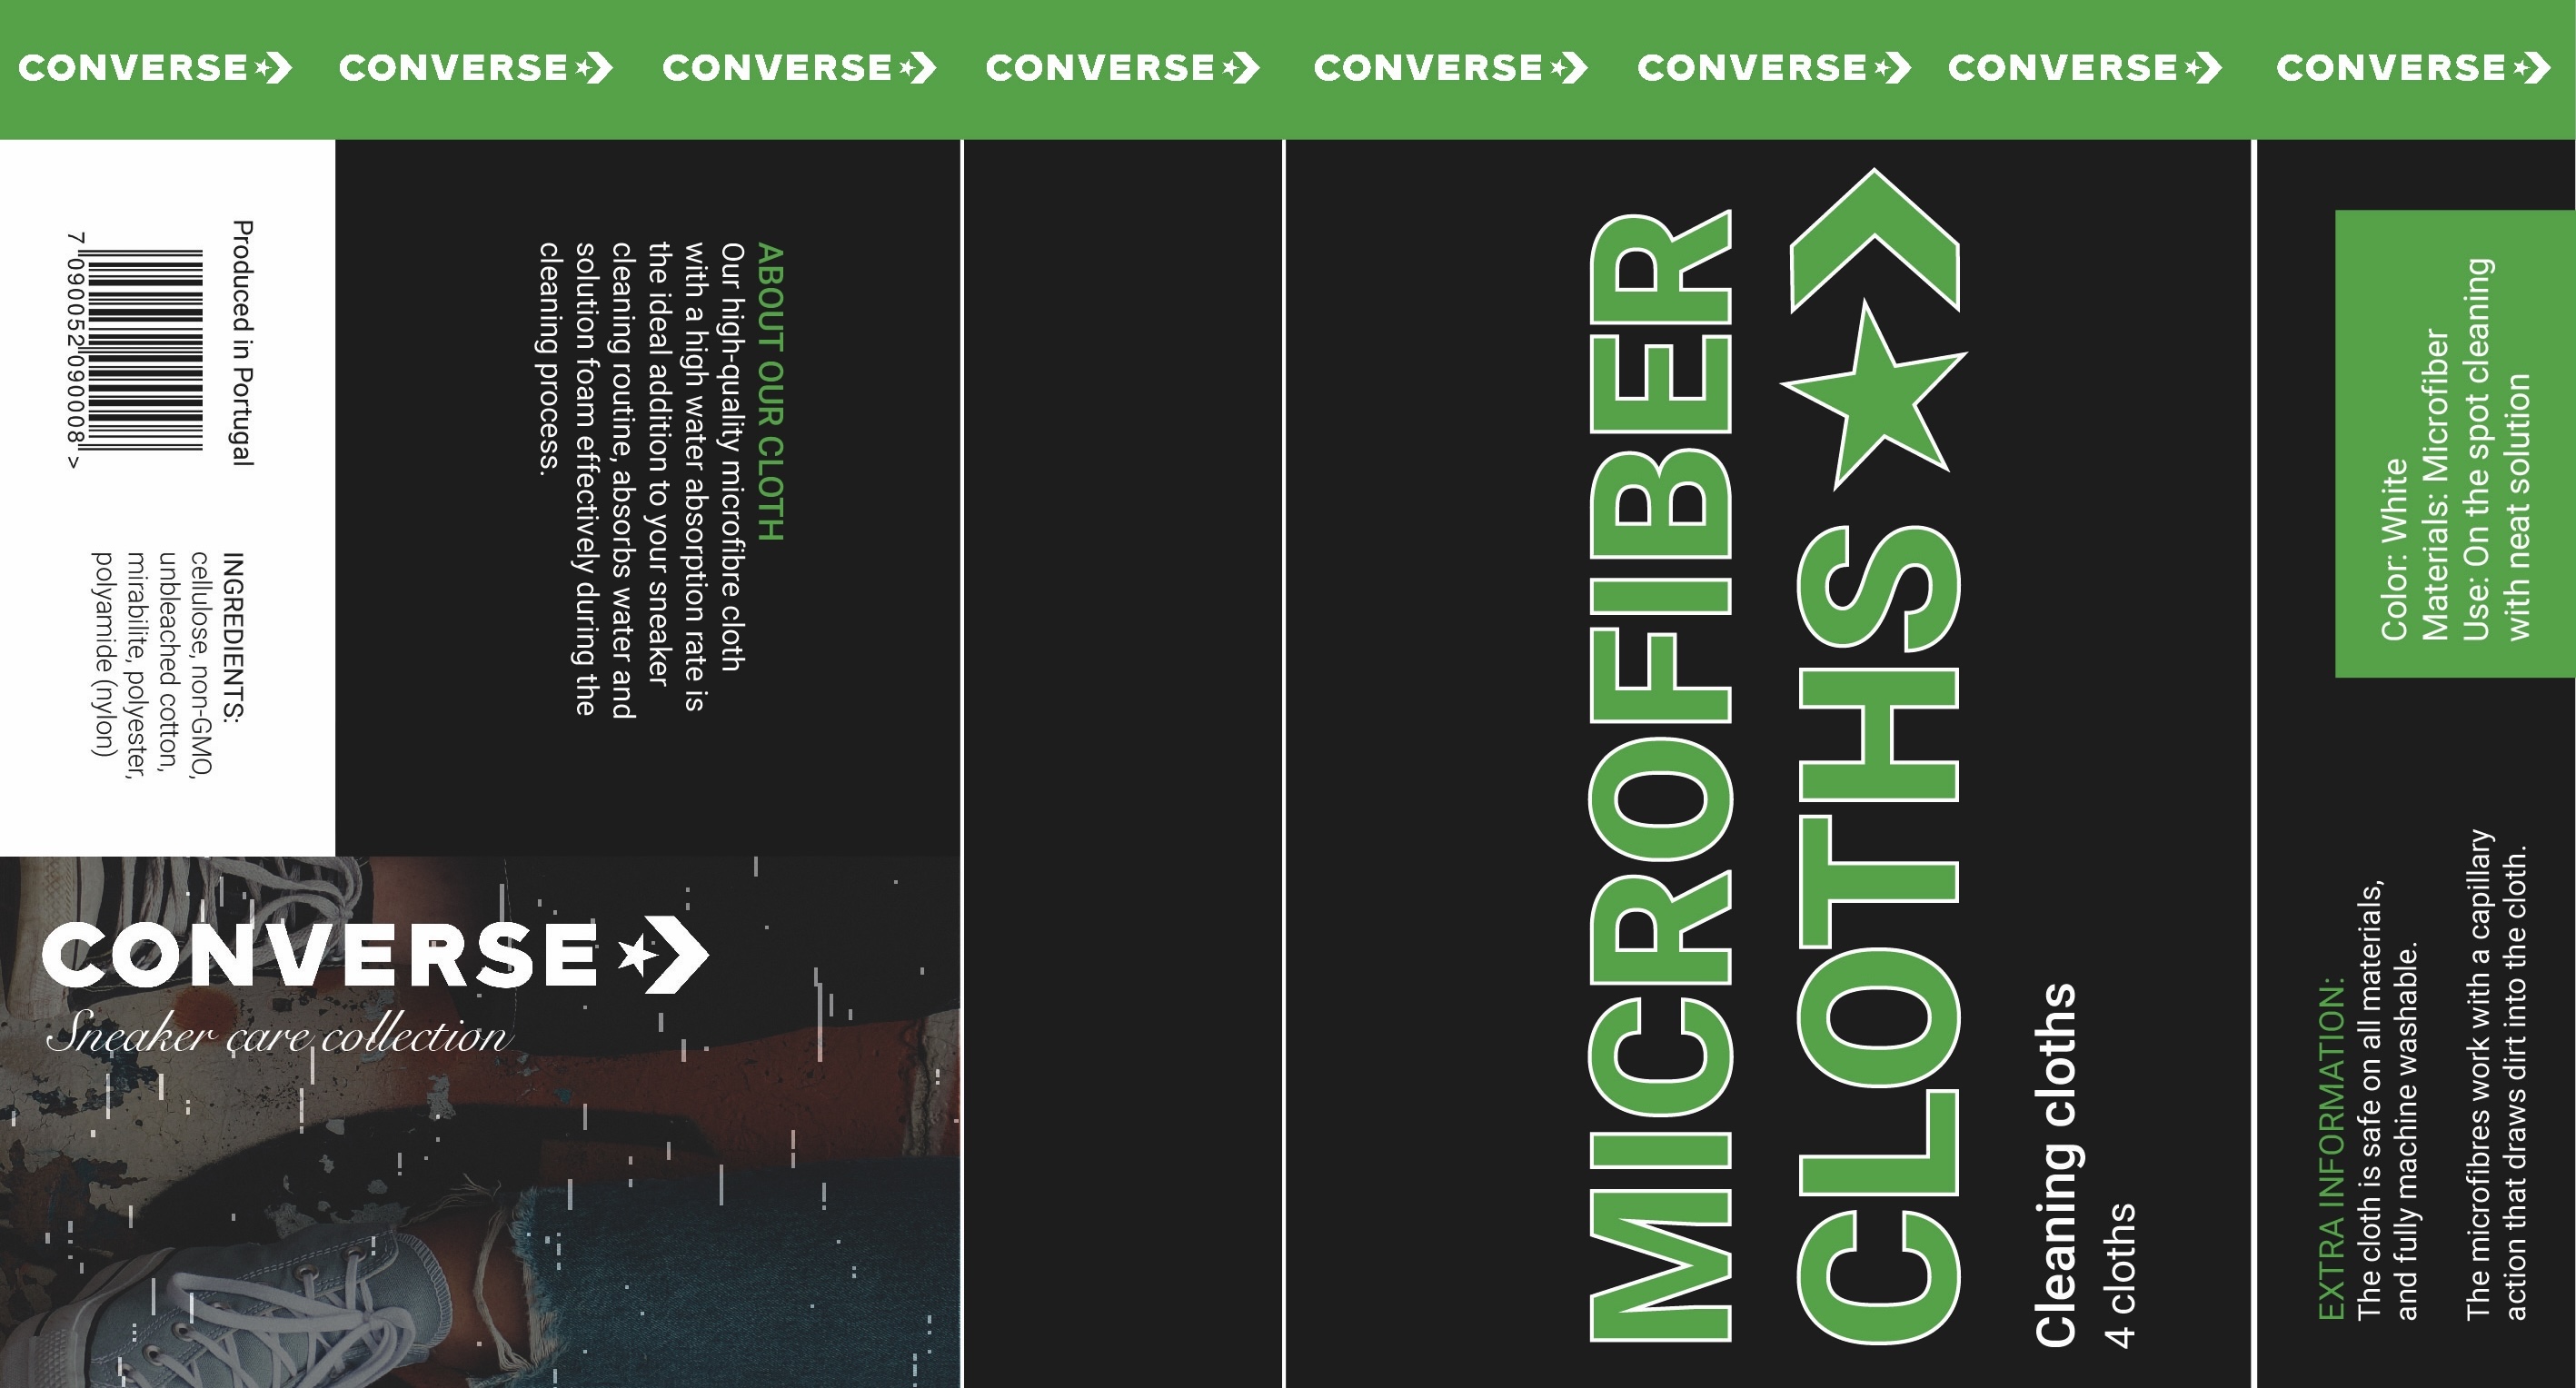 CONVERSE CONVERSE CONVERSE CONVERSE CONVERSE CONVERSE CONVERSE CONVERSE
Produced in Portugal
7 090052 090008 >
INGREDIENTS:
cellulose, non-GMO,
unbleached cotton,
mirabilite, polyester,
polyamide (nylon)
ABOUT OUR CLOTH
Our high-quality microfibre cloth
with a high water absorption rate is
the ideal addition to your sneaker
cleaning routine, absorbs water and
solution foam effectively during the
cleaning process.
CONVERSE
Sneaker care collection
MICROFIBER
CLOTHS
Cleaning cloths
4 cloths
Color: White
Materials: Microfiber
Use: On the spot cleaning
with neat solution
EXTRA INFORMATION:
The cloth is safe on all materials,
and fully machine washable.
The microfibres work with a capillary
action that draws dirt into the cloth.